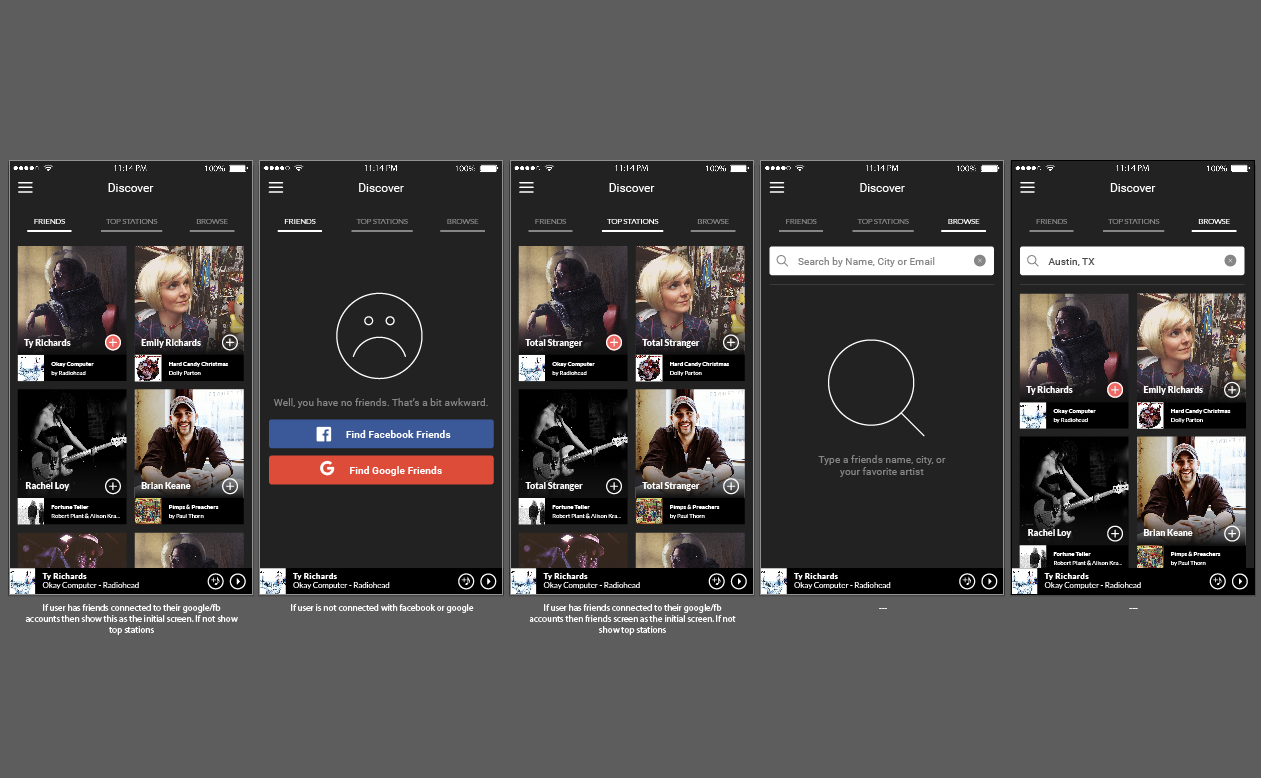 11:14 PM 100%
Discover
FRIENDS TOP STATIONS BROWSE
Ty Richards
Emily Richards
Okay Computer
by Radiohead
Hard Candy Christmas
Dolly Parton
Rachel Loy
Brian Keane
Fortune Teller
Robert Plant & Alison Kra...
Pimps & Preachers
by Paul Thorn
Ty Richards
Okay Computer - Radiohead
If user has friends connected to their google/fb
accounts then show this as the initial screen. If not show
top stations
11:14 PM 100%
Discover
FRIENDS TOP STATIONS BROWSE
Well, you have no friends. That's a bit awkward.
Find Facebook Friends
G Find Google Friends
Ty Richards
Okay Computer - Radiohead
If user is not connected with facebook or google
11:14 PM 100%
Discover
FRIENDS TOP STATIONS BROWSE
Total Stranger
Total Stranger
Okay Computer
by Radiohead
Hard Candy Christmas
Dolly Parton
Total Stranger
Total Stranger
Fortune Teller
Robert Plant & Alison Kra...
Pimps & Preachers
by Paul Thorn
Ty Richards
Okay Computer - Radiohead
If user has friends connected to their google/fb
accounts then friends screen as the initial screen. If not
show top stations
11:14 PM 100%
Discover
FRIENDS TOP STATIONS BROWSE
Search by Name, City or Email
Type a friends name, city, or
your favorite artist
Ty Richards
Okay Computer - Radiohead
---
11:14 PM 100%
Discover
FRIENDS TOP STATIONS BROWSE
Austin, TX
Ty Richards
Emily Richards
Okay Computer
by Radiohead
Hard Candy Christmas
Dolly Parton
Rachel Loy
Brian Keane
Fortune Teller
Robert Plant & Alison Kra...
Pimps & Preachers
by Paul Thorn
Ty Richards
Okay Computer - Radiohead
---